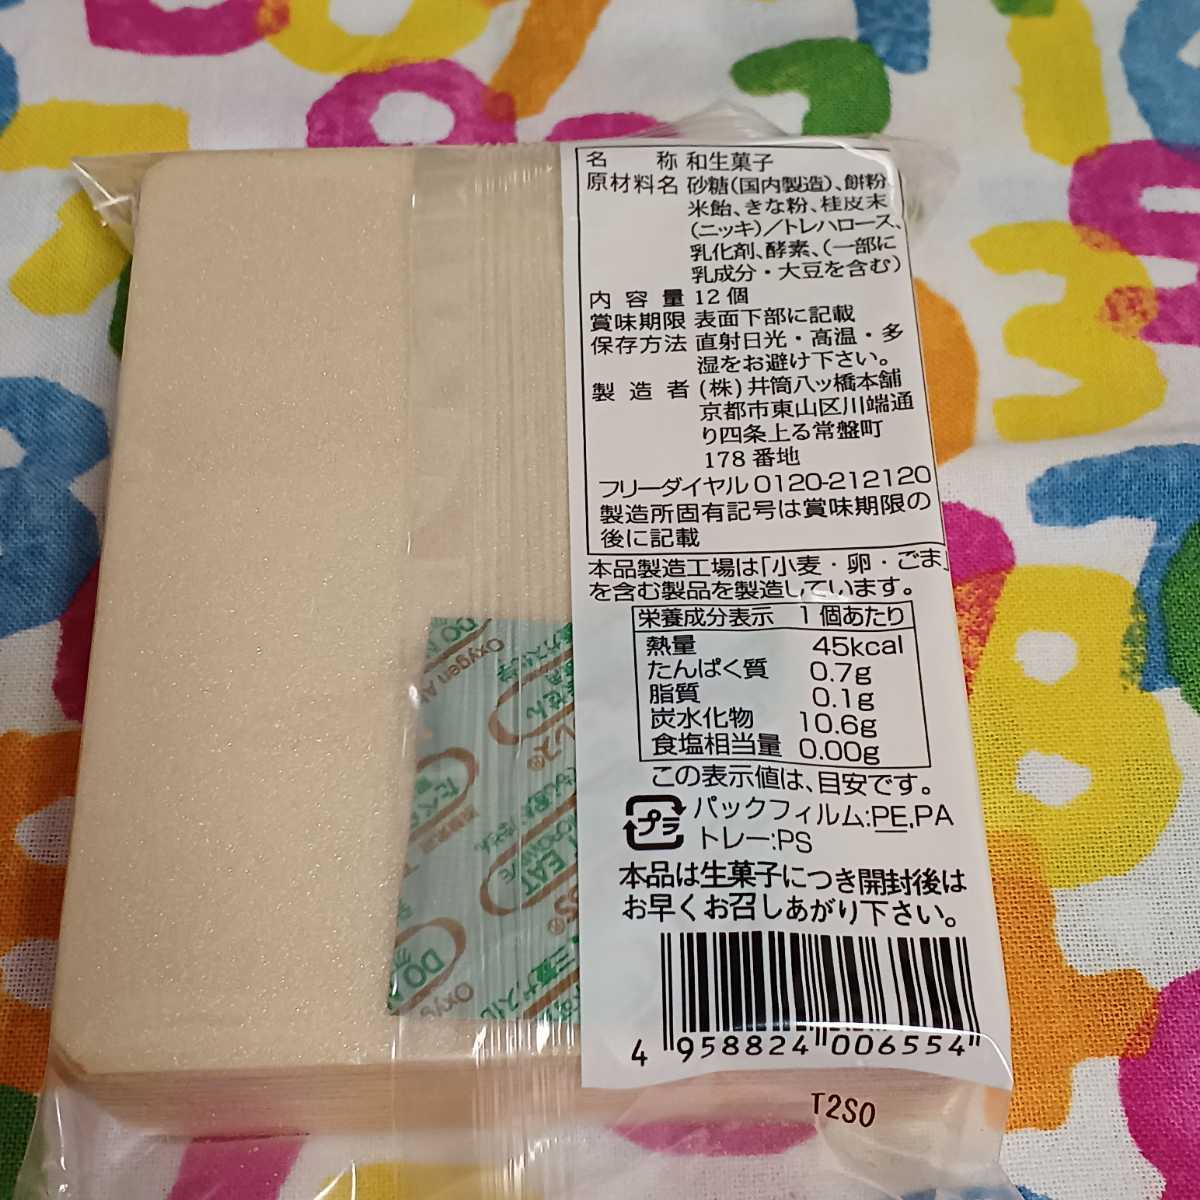 名称 和生菓子
原材料名 砂糖(国内製造)、餅粉、
米飴、きな粉、桂皮末
(ニッキ)/トレハロース、
乳化剤、酵素、(一部に
乳成分・大豆を含む)
内容量 12個
賞味期限 表面下部に記載
保存方法 直射日光・高温・多
湿をお避け下さい。
製造者 (株)井筒八ッ橋本舗
京都市東山区川端通
り四条上る常盤町
178番地
フリーダイヤル 0120-212120
製造所固有記号は賞味期限の
後に記載
本品製造工場は「小麦・卵・ごま」
を含む製品を製造しています。
栄養成分表示 1個あたり
熱量 45kcal
たんぱく質 0.7g
脂質 0.1g
炭水化物 10.6g
食塩相当量 0.00g
この表示値は、目安です。
プラ パックフィルム:PE,PA
トレー:PS
本品は生菓子につき開封後は
お早くお召しあがり下さい。
4 958824 006554
T2S0
Oxygen
EAT
DO